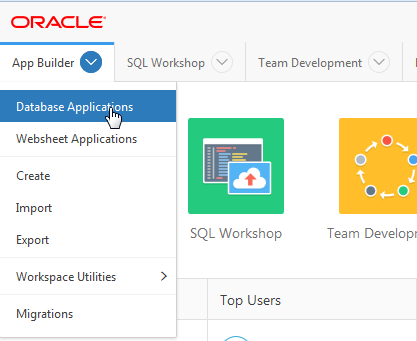 ORACLE
App Builder
SQL Workshop
Team Development
Database Applications
Websheet Applications
Create
Import
Export
Workspace Utilities
Migrations
SQL Workshop
Team Develop
Top Users